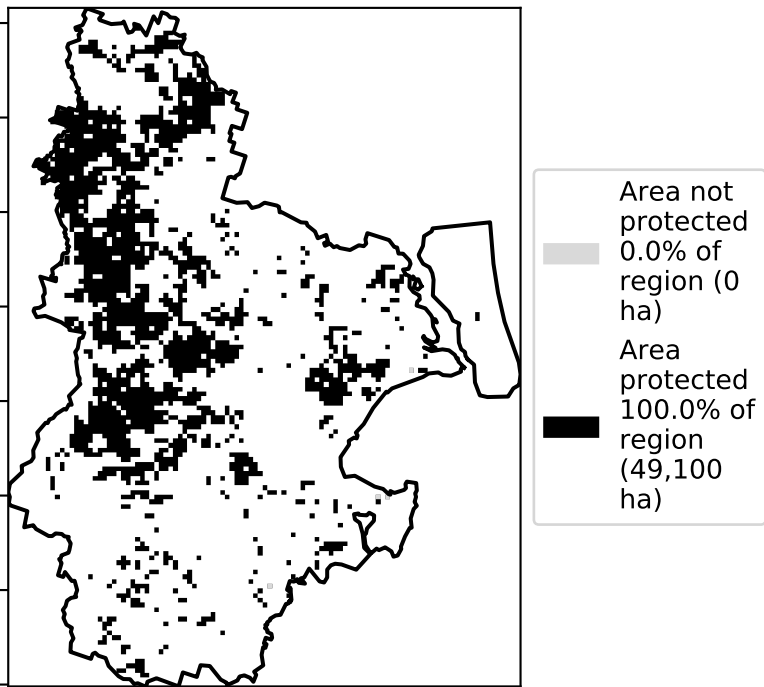 Area not
protected
0.0% of
region (0
ha)
Area
protected
100.0% of
region
(49,100
ha)